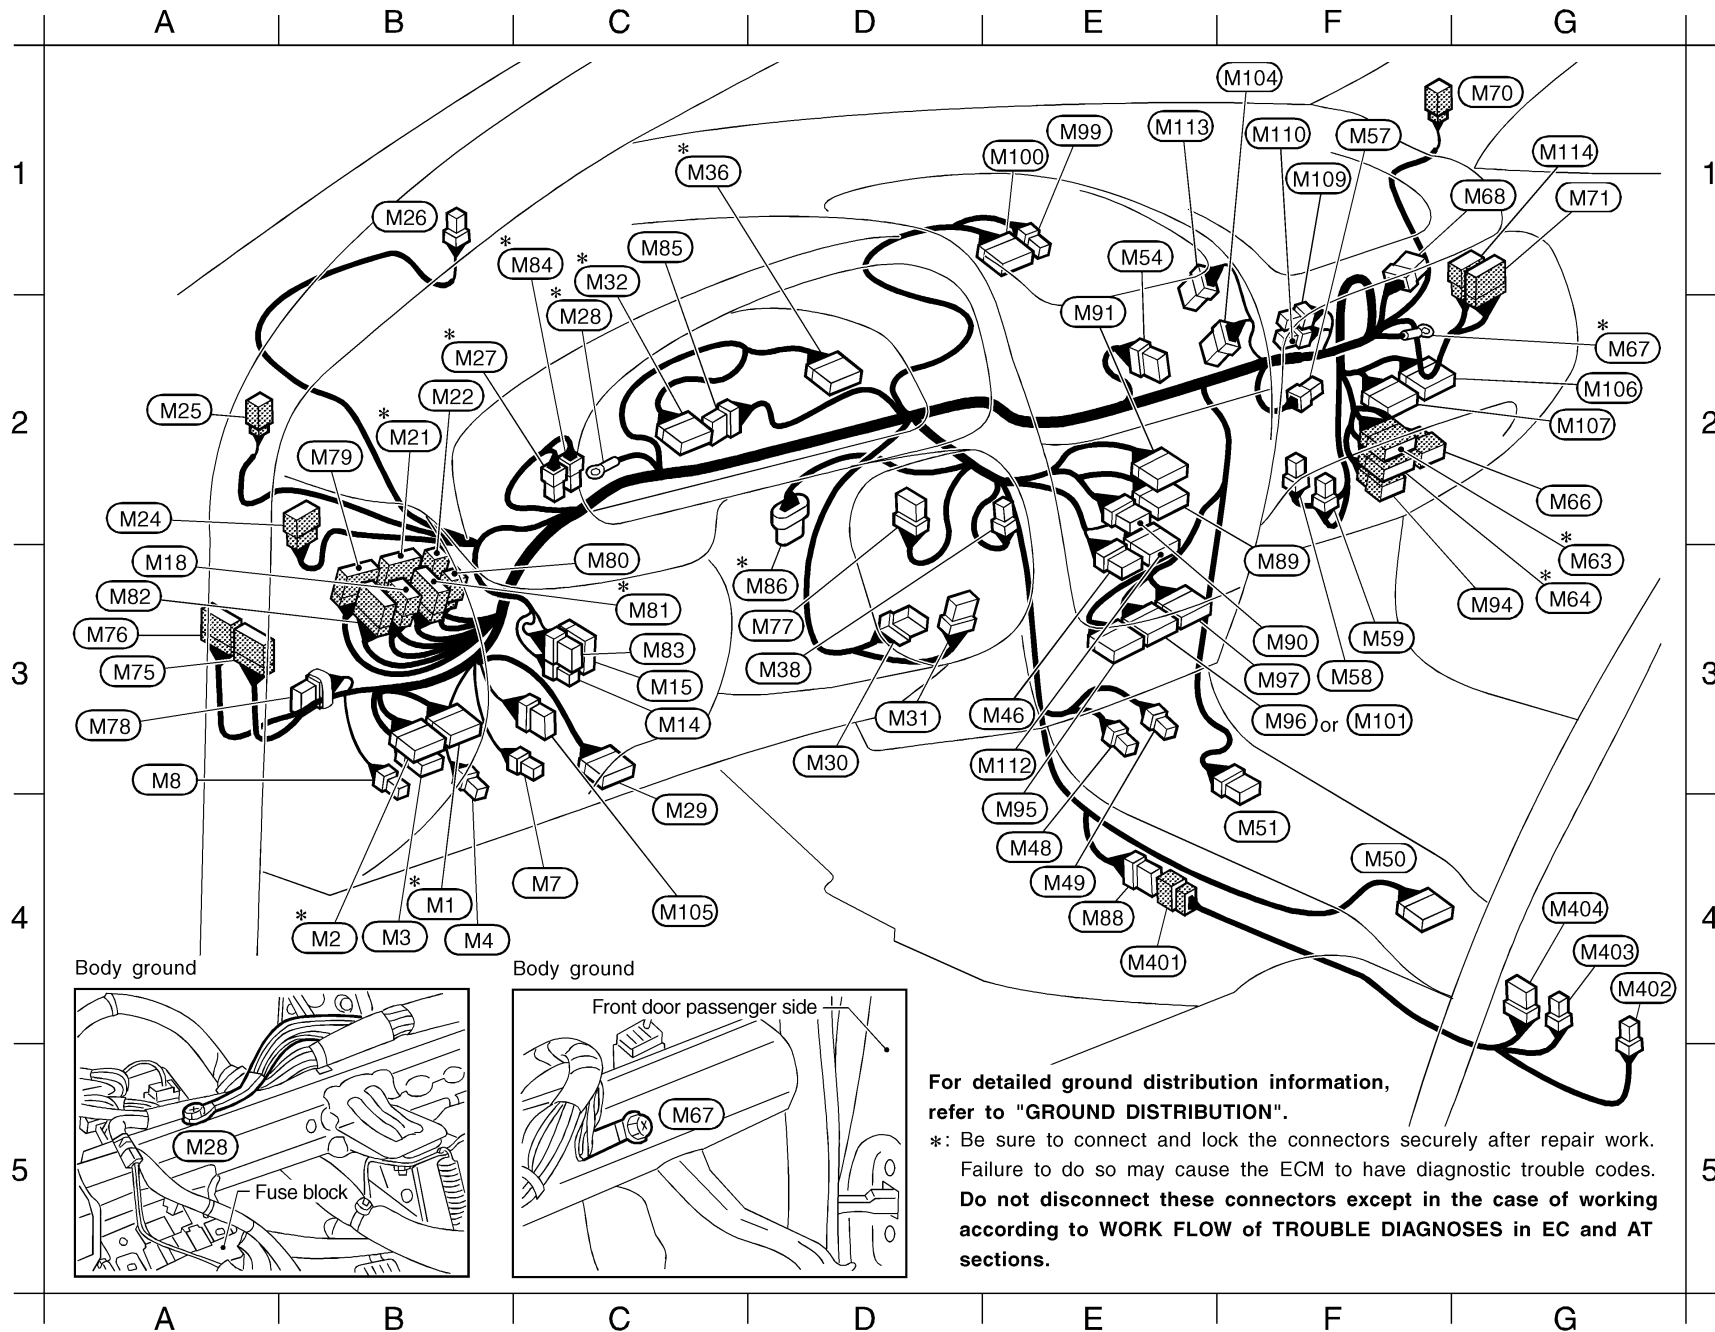 A B C D E F G
M104
M70
M99
M113
M110
M57
1
1
* M36
M100
M114
M109
M68
M71
M26
* M84
M85
* M32
M54
* M28
M91
* M27
* M67
M22
M106
M25
2
2
* M21
M107
M79
M66
M24
M18
M80
* M86
M89
* M63
M82
* M81
M94
* M64
M76
M77
M90
M59
M75
M83
M38
3
3
M15
M97
M58
M78
M14
M31
M46
M96 or M101
M30
M112
M8
M29
M95
M51
M48
M50
M7
M49
* M1
M105
M88
M404
4
4
* M2
M3
M4
M401
M403
Body ground
Body ground
M402
Front door passenger side
For detailed ground distribution information,
refer to "GROUND DISTRIBUTION".
M67
M28
*: Be sure to connect and lock the connectors securely after repair work.
Failure to do so may cause the ECM to have diagnostic trouble codes.
5
5
Fuse block
Do not disconnect these connectors except in the case of working
according to WORK FLOW of TROUBLE DIAGNOSES in EC and AT
sections.
A B C D E F G